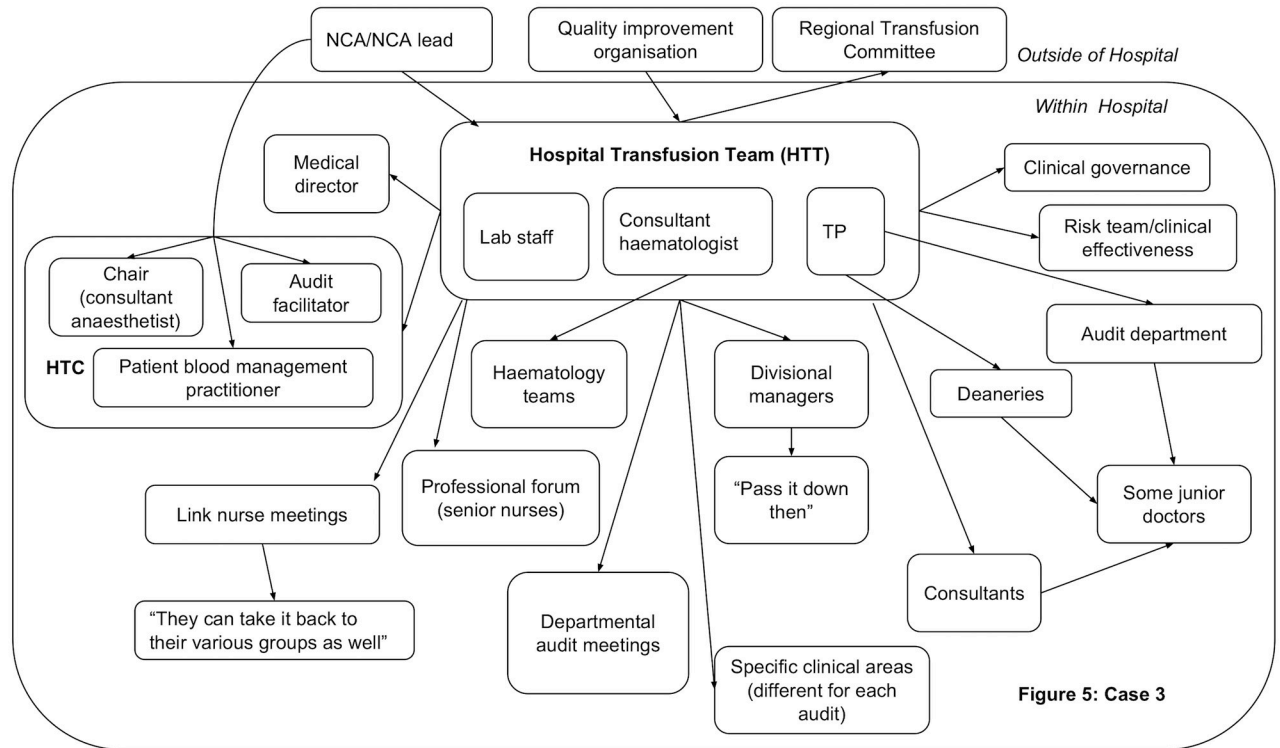 NCA/NCA lead
Quality improvement
organisation
Regional Transfusion
Committee
Outside of Hospital
Within Hospital
Hospital Transfusion Team (HTT)
Medical
director
Lab staff
Consultant
haematologist
TP
Clinical governance
Risk team/clinical
effectiveness
Chair
(consultant
anaesthetist)
Audit
facilitator
HTC
Patient blood management
practitioner
Haematology
teams
Divisional
managers
Deaneries
Audit department
Link nurse meetings
Professional forum
(senior nurses)
“Pass it down
then”
Some junior
doctors
“They can take it back to
their various groups as well”
Departmental
audit meetings
Consultants
Specific clinical areas
(different for each
audit)
Figure 5: Case 3